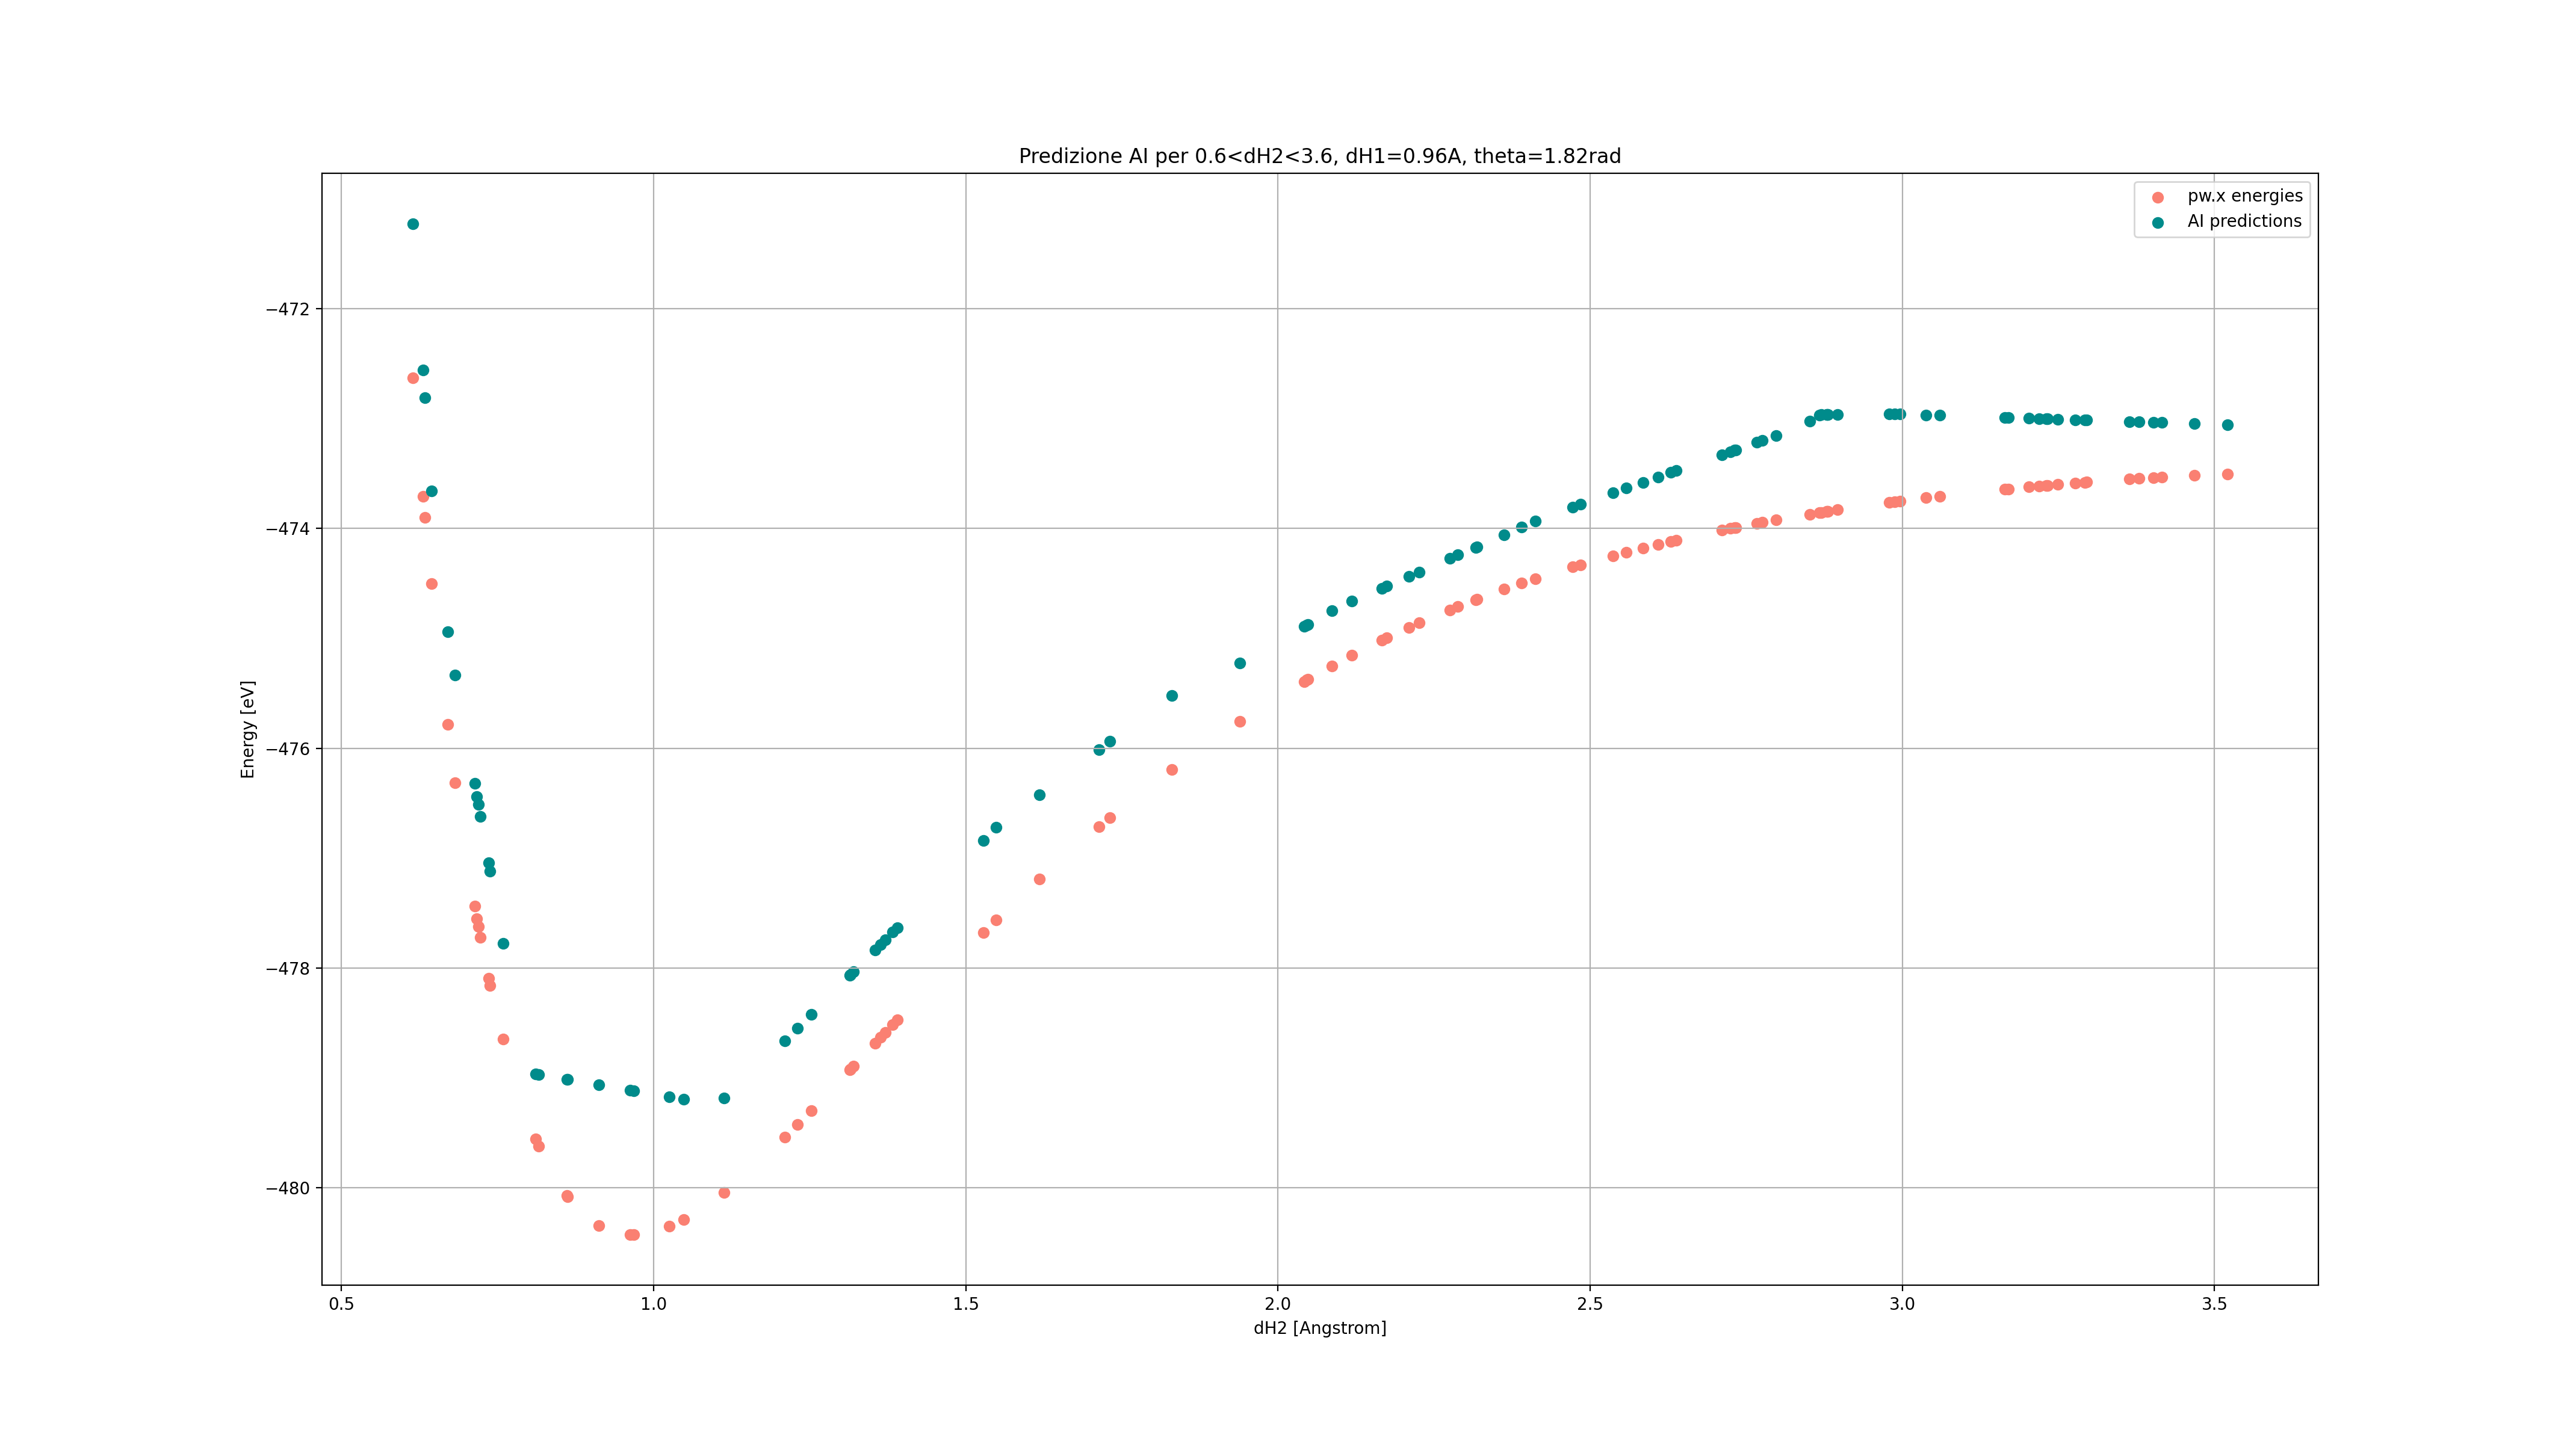 Predizione AI per 0.6<dH2<3.6, dH1=0.96A, theta=1.82rad
pw.x energies
AI predictions
−472
−474
−476
−478
−480
Energy [eV]
0.5 1.0 1.5 2.0 2.5 3.0 3.5
dH2 [Angstrom]